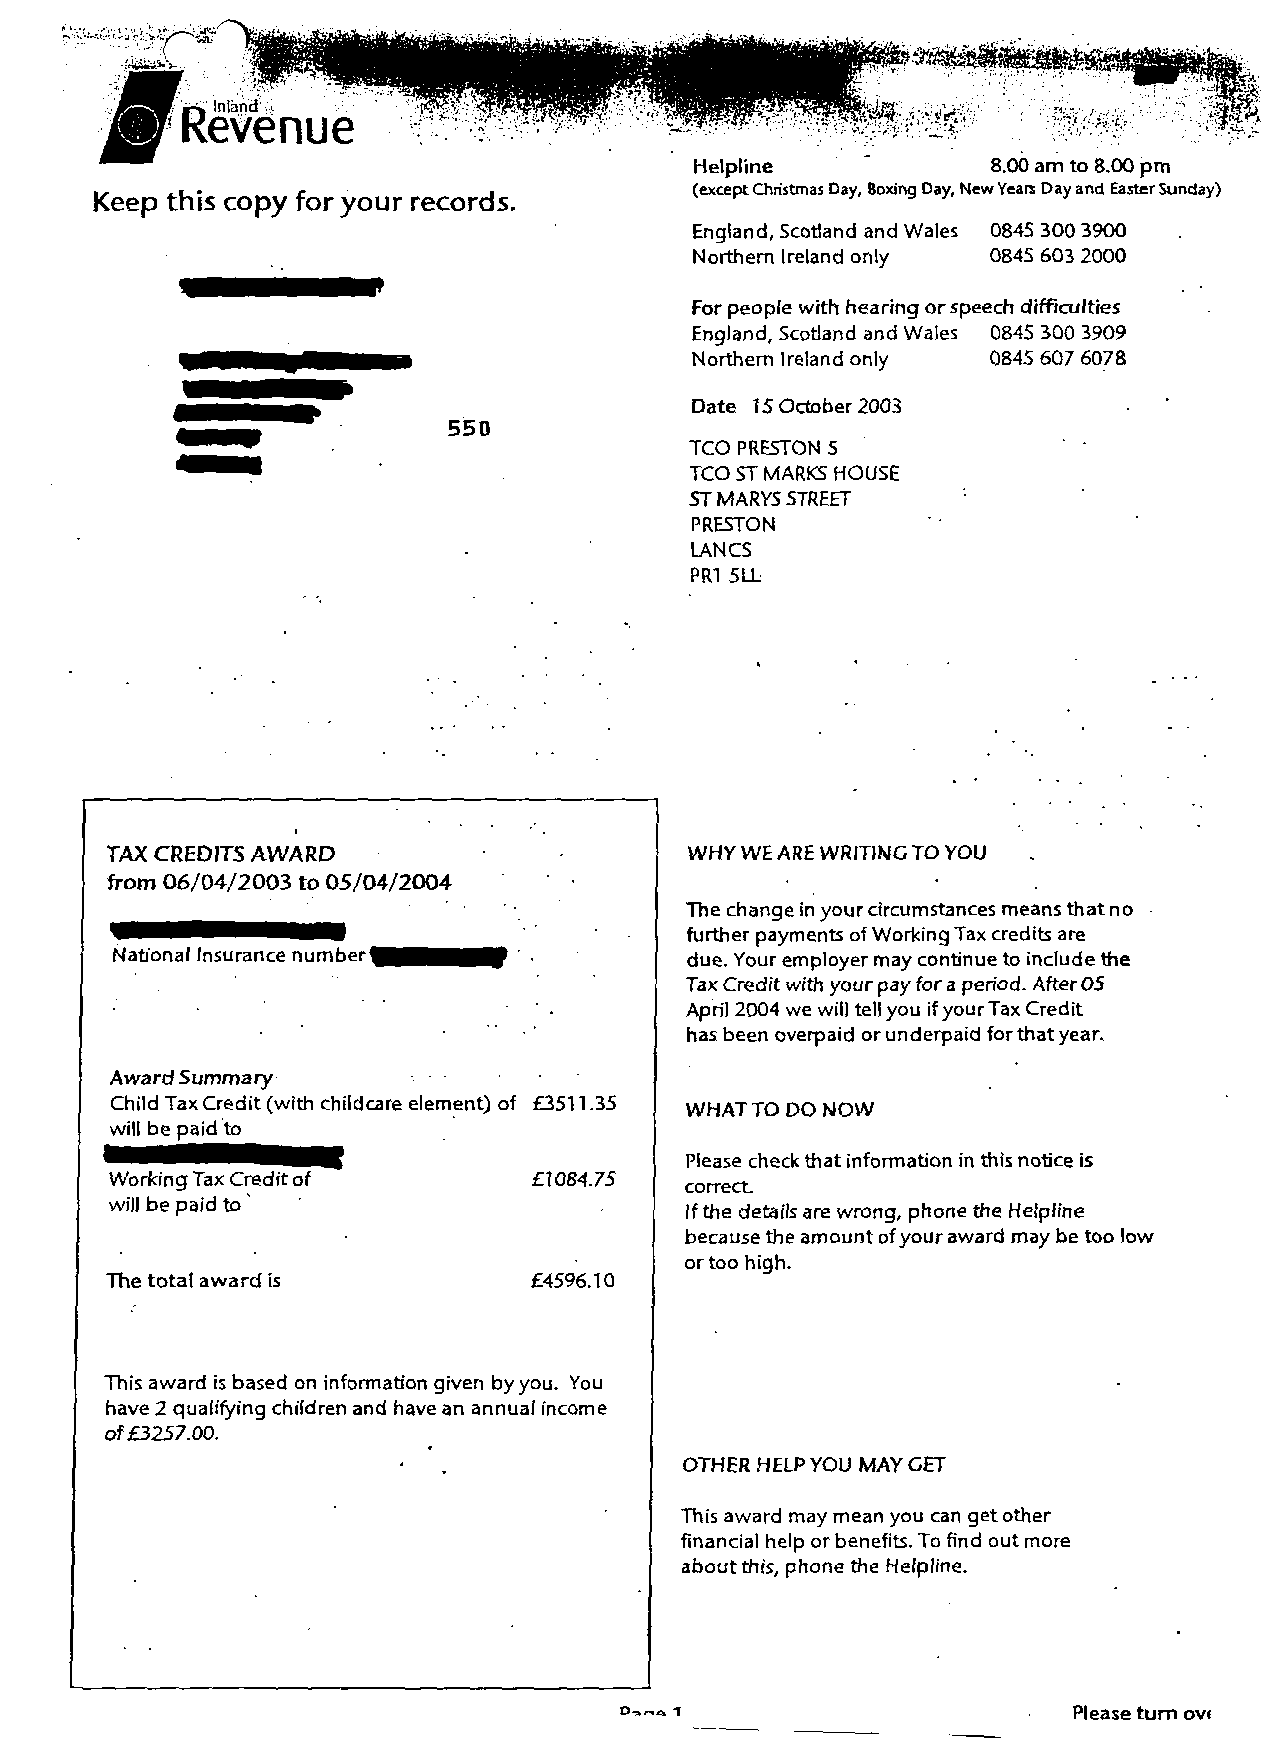 Inland
Revenue
Keep this copy for your records.
550
Helpline 8.00 am to 8.00 pm
(except Christmas Day, Boxing Day, New Years Day and Easter Sunday)
England, Scotland and Wales 0845 300 3900
Northern Ireland only 0845 603 2000
For people with hearing or speech difficulties
England, Scotland and Wales 0845 300 3909
Northern Ireland only 0845 607 6078
Date 15 October 2003
TCO PRESTON 5
TCO ST MARKS HOUSE
ST MARYS STREET
PRESTON
LANCS
PR1 5LL
TAX CREDITS AWARD
from 06/04/2003 to 05/04/2004
National Insurance number
Award Summary
Child Tax Credit (with childcare element) of £3511.35
will be paid to
Working Tax Credit of £1084.75
will be paid to
The total award is £4596.10
This award is based on information given by you. You
have 2 qualifying children and have an annual income
of £3257.00.
WHY WE ARE WRITING TO YOU
The change in your circumstances means that no
further payments of Working Tax credits are
due. Your employer may continue to include the
Tax Credit with your pay for a period. After 05
April 2004 we will tell you if your Tax Credit
has been overpaid or underpaid for that year.
WHAT TO DO NOW
Please check that information in this notice is
correct.
If the details are wrong, phone the Helpline
because the amount of your award may be too low
or too high.
OTHER HELP YOU MAY GET
This award may mean you can get other
financial help or benefits. To find out more
about this, phone the Helpline.
Page 1
Please turn ove